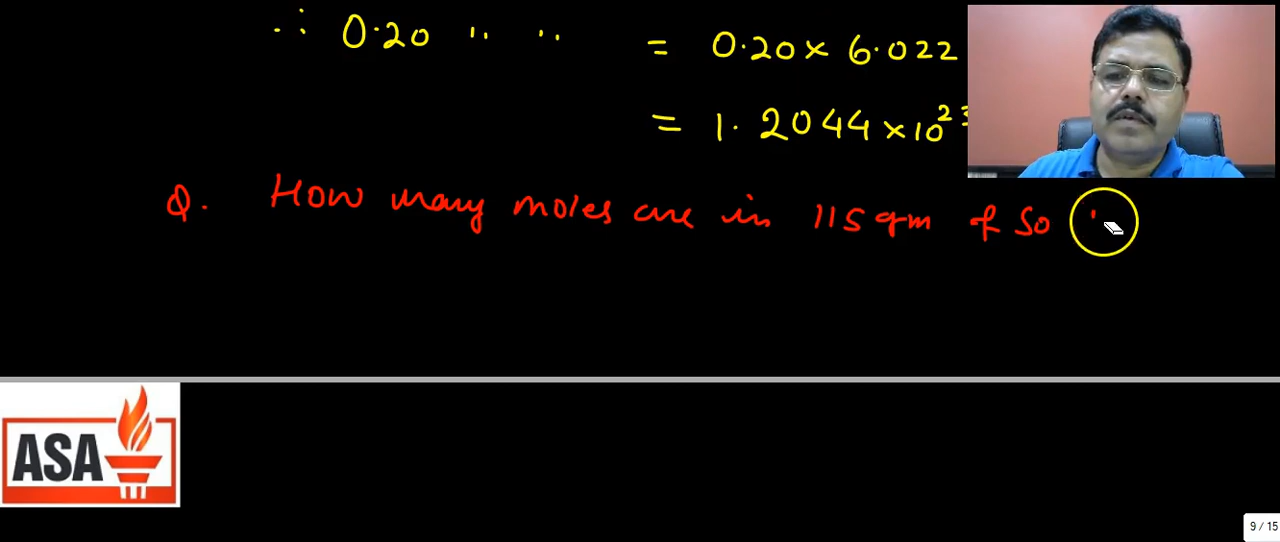 ∴ 0.20 " " = 0.20 × 6.022
= 1.2044 × 10²³
Q. How many moles are in 115 gm of So
ASA
9 / 15